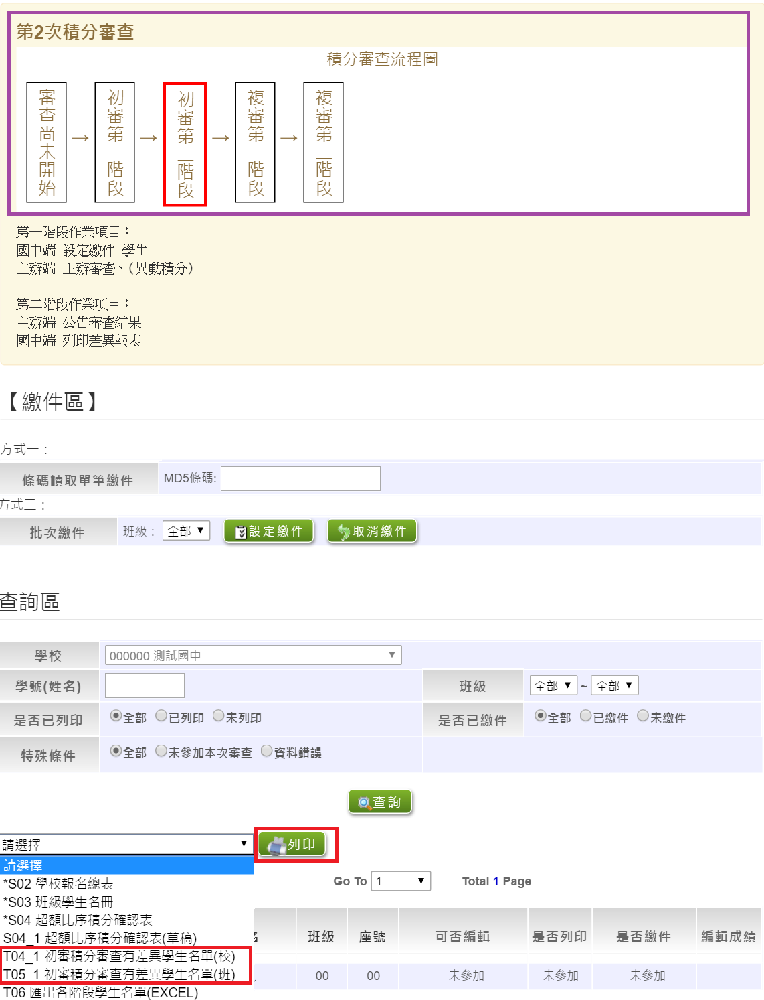 第2次積分審查
積分審查流程圖
審查尚未開始 → 初審第一階段 → 初審第二階段 → 複審第一階段 → 複審第二階段
第一階段作業項目：
國中端 設定繳件 學生
主辦端 主辦審查、(異動積分)
第二階段作業項目：
主辦端 公告審查結果
國中端 列印差異報表
【繳件區】
方式一：
條碼讀取單筆繳件 MD5條碼:
方式二：
批次繳件 班級： 全部 設定繳件 取消繳件
查詢區
學校 000000 測試國中
學號(姓名) 班級 全部 ~ 全部
是否已列印 全部 已列印 未列印 是否已繳件 全部 已繳件 未繳件
特殊條件 全部 未參加本次審查 資料錯誤
查詢
請選擇 列印
請選擇
*S02 學校報名總表
Go To 1 Total 1 Page
*S03 班級學生名冊
*S04 超額比序積分確認表
S04_1 超額比序積分確認表(草稿)
班級 座號 可否編輯 是否列印 是否繳件 編輯成績
T04_1 初審積分審查有差異學生名單(校)
T05_1 初審積分審查有差異學生名單(班)
00 00 未參加 未參加 未參加
T06 匯出各階段學生名單(EXCEL)